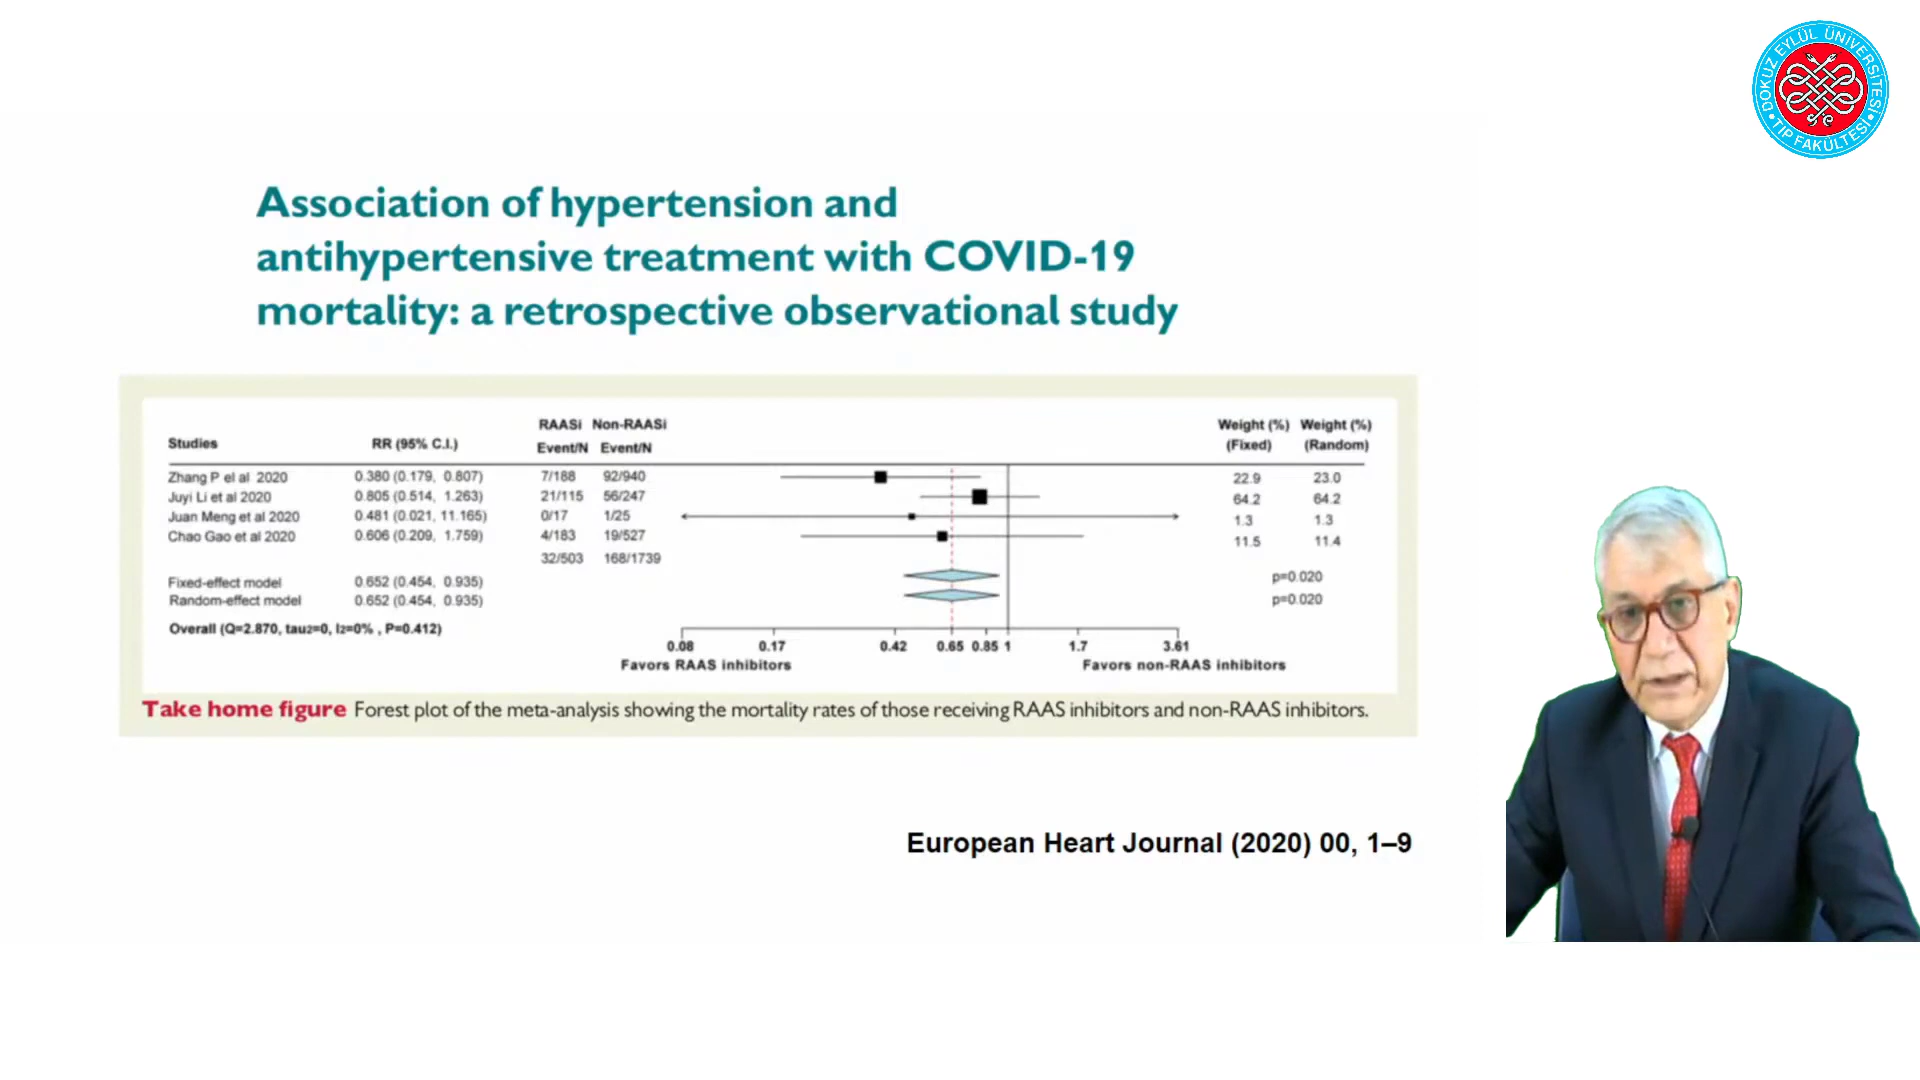 DOKUZ EYLÜL ÜNİVERSİTESİ
• TIP FAKÜLTESİ •
Association of hypertension and
antihypertensive treatment with COVID-19
mortality: a retrospective observational study
RAASi Non-RAASi Weight (%) Weight (%)
Studies RR (95% C.I.) Event/N Event/N (Fixed) (Random)
Zhang P el al 2020 0.380 (0.179, 0.807) 7/188 92/940 22.9 23.0
Juyi Li et al 2020 0.805 (0.514, 1.263) 21/115 56/247 64.2 64.2
Juan Meng et al 2020 0.481 (0.021, 11.165) 0/17 1/25 1.3 1.3
Chao Gao et al 2020 0.606 (0.209, 1.759) 4/183 19/527 11.5 11.4
32/503 168/1739
Fixed-effect model 0.652 (0.454, 0.935) p=0.020
Random-effect model 0.652 (0.454, 0.935) p=0.020
Overall (Q=2.870, tau2=0, I2=0% , P=0.412)
0.08 0.17 0.42 0.65 0.85 1 1.7 3.61
Favors RAAS inhibitors Favors non-RAAS inhibitors
Take home figure Forest plot of the meta-analysis showing the mortality rates of those receiving RAAS inhibitors and non-RAAS inhibitors.
European Heart Journal (2020) 00, 1–9